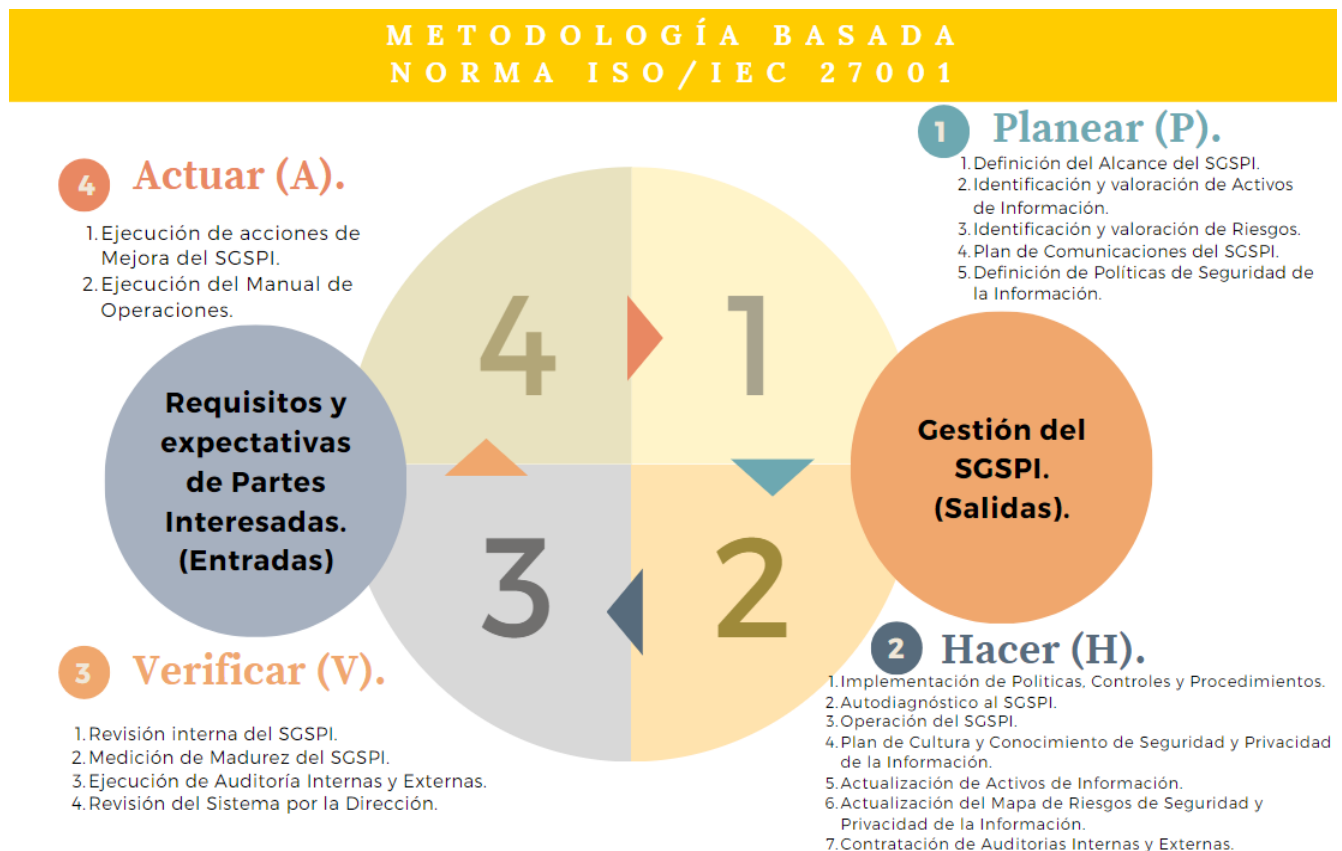 METODOLOGÍA BASADA
NORMA ISO/IEC 27001
1 Planear (P).
1. Definición del Alcance del SGSPI.
2. Identificación y valoración de Activos
de Información.
3. Identificación y valoración de Riesgos.
4. Plan de Comunicaciones del SGSPI.
5. Definición de Políticas de Seguridad de
la Información.
4 Actuar (A).
1. Ejecución de acciones de
Mejora del SGSPI.
2. Ejecución del Manual de
Operaciones.
4
1
Requisitos y
expectativas
de Partes
Interesadas.
(Entradas)
Gestión del
SGSPI.
(Salidas).
3
2
2 Hacer (H).
1. Implementación de Politicas, Controles y Procedimientos.
2. Autodiagnóstico al SGSPI.
3. Operación del SGSPI.
4. Plan de Cultura y Conocimiento de Seguridad y Privacidad
de la Información.
5. Actualización de Activos de Información.
6. Actualización del Mapa de Riesgos de Seguridad y
Privacidad de la Información.
7. Contratación de Auditorias Internas y Externas.
3 Verificar (V).
1. Revisión interna del SGSPI.
2. Medición de Madurez del SGSPI.
3. Ejecución de Auditoría Internas y Externas.
4. Revisión del Sistema por la Dirección.